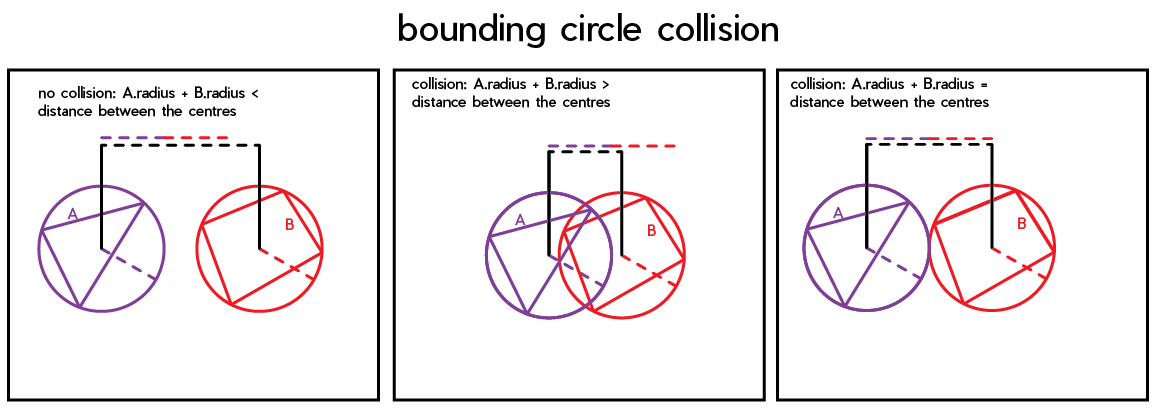 bounding circle collision
no collision: A.radius + B.radius <
distance between the centres
A
B
collision: A.radius + B.radius >
distance between the centres
A
B
collision: A.radius + B.radius =
distance between the centres
A
B